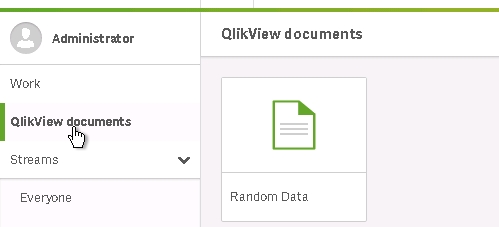 Administrator
Work
QlikView documents
Streams
Everyone
QlikView documents
Random Data